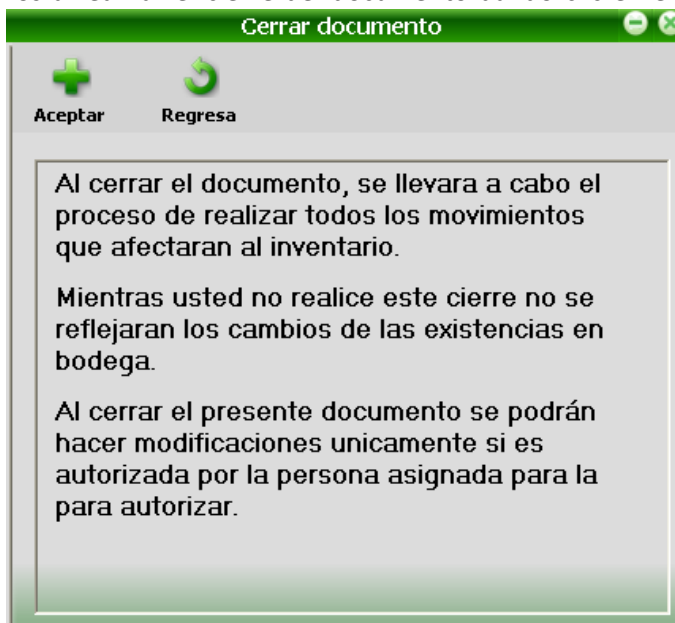 Cerrar documento
Aceptar
Regresa
Al cerrar el documento, se llevara a cabo el
proceso de realizar todos los movimientos
que afectaran al inventario.
Mientras usted no realice este cierre no se
reflejaran los cambios de las existencias en
bodega.
Al cerrar el presente documento se podrán
hacer modificaciones unicamente si es
autorizada por la persona asignada para la
para autorizar.